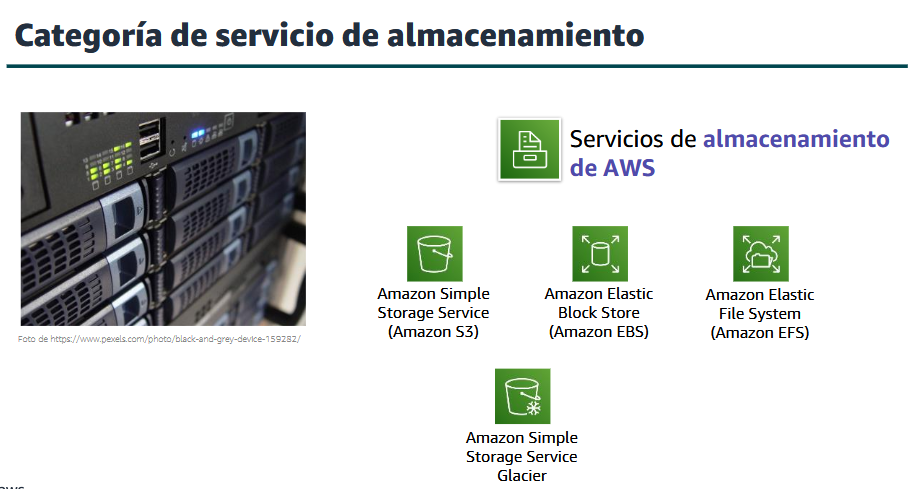 Categoría de servicio de almacenamiento
Servicios de almacenamiento
de AWS
Amazon Simple
Storage Service
(Amazon S3)
Amazon Elastic
Block Store
(Amazon EBS)
Amazon Elastic
File System
(Amazon EFS)
Foto de https://www.pexels.com/photo/black-and-grey-device-159282/
Amazon Simple
Storage Service
Glacier